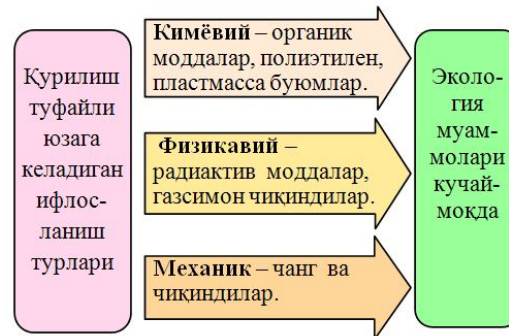 Қурилиш
туфайли
юзага
келадиган
ифлос-
ланиш
турлари
Кимёвий – органик
моддалар, полиэтилен,
пластмасса буюмлар.
Физикавий –
радиактив моддалар,
газсимон чиқиндилар.
Механик – чанг ва
чиқиндилар.
Эколо-
гия
муам-
молари
кучай-
моқда